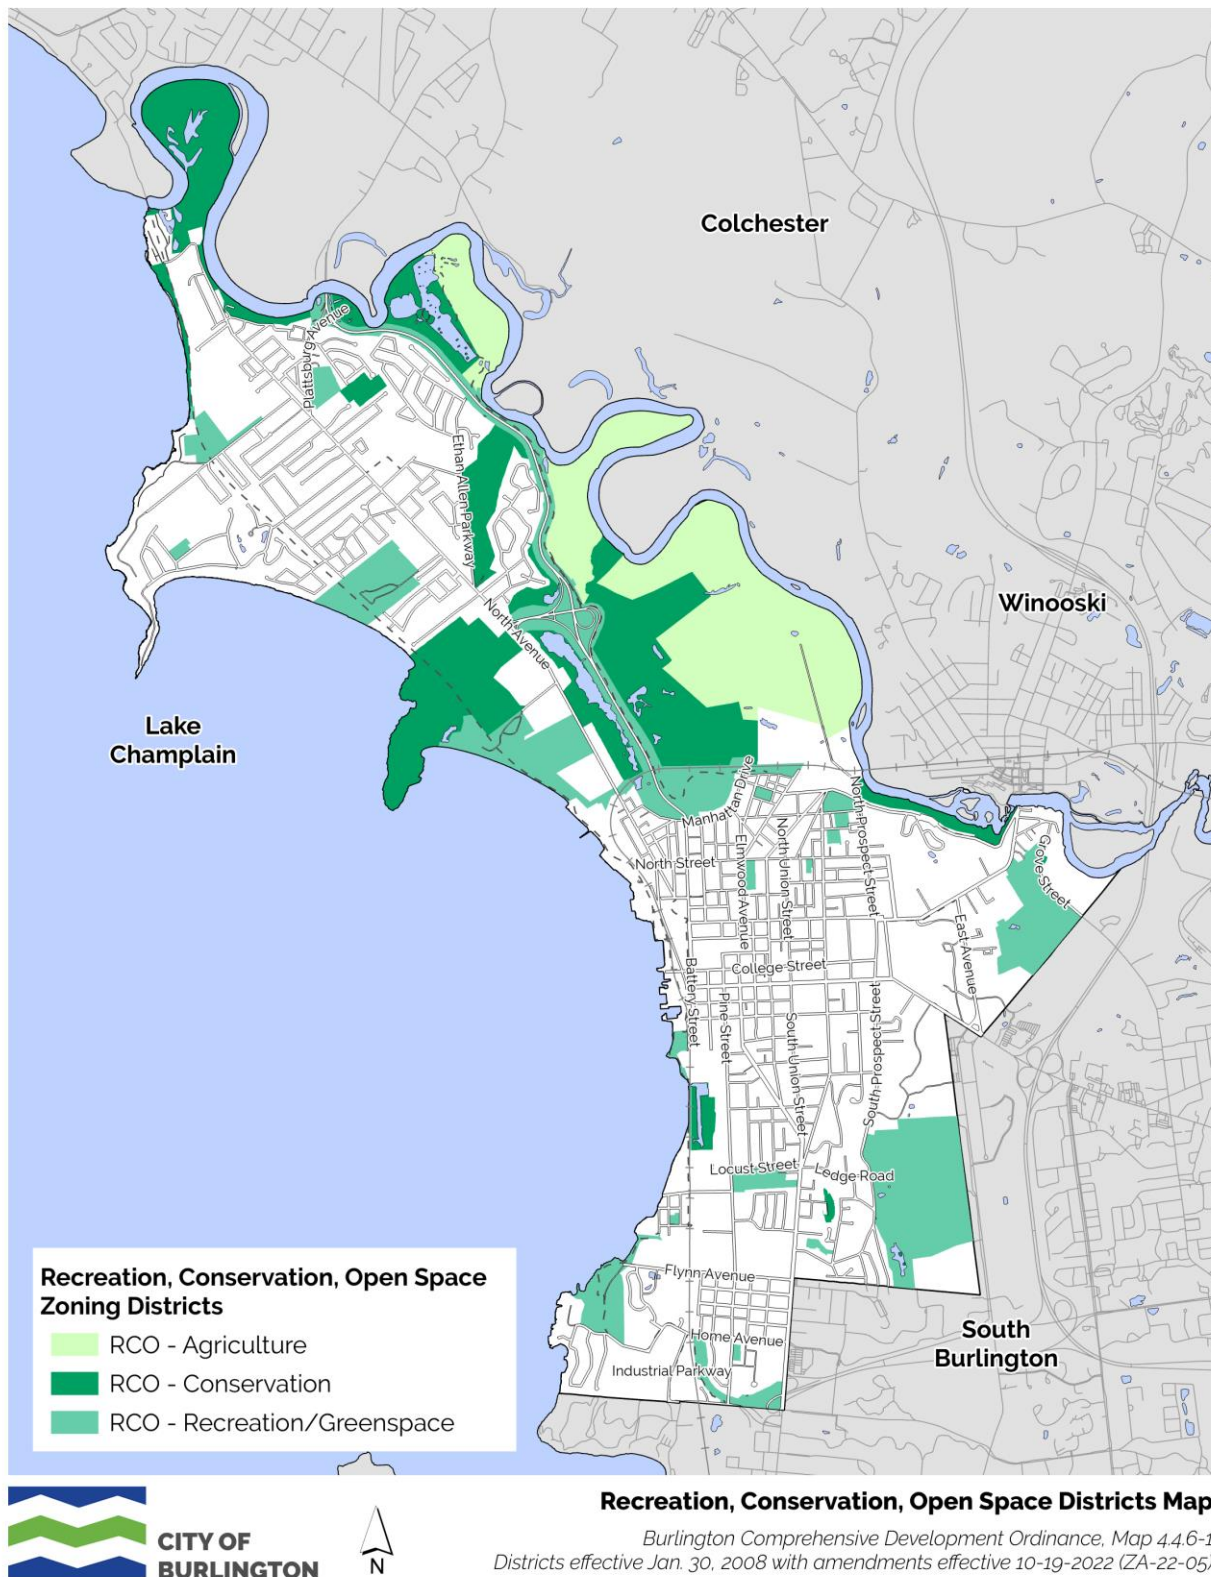 Colchester
Winooski
Lake
Champlain
Plattsburg Avenue
Ethan Allen Parkway
North Avenue
Manhattan Drive
North Street
Elmwood Avenue
North Union Street
North Prospect Street
Grove Street
East Avenue
College Street
Battery Street
Pine Street
South Union Street
South Prospect Street
Locust Street
Ledge Road
Flynn Avenue
Home Avenue
Industrial Parkway
South
Burlington
Recreation, Conservation, Open Space
Zoning Districts
RCO - Agriculture
RCO - Conservation
RCO - Recreation/Greenspace
CITY OF
BURLINGTON
N
Recreation, Conservation, Open Space Districts Map
Burlington Comprehensive Development Ordinance, Map 4.4.6-1
Districts effective Jan. 30, 2008 with amendments effective 10-19-2022 (ZA-22-05)